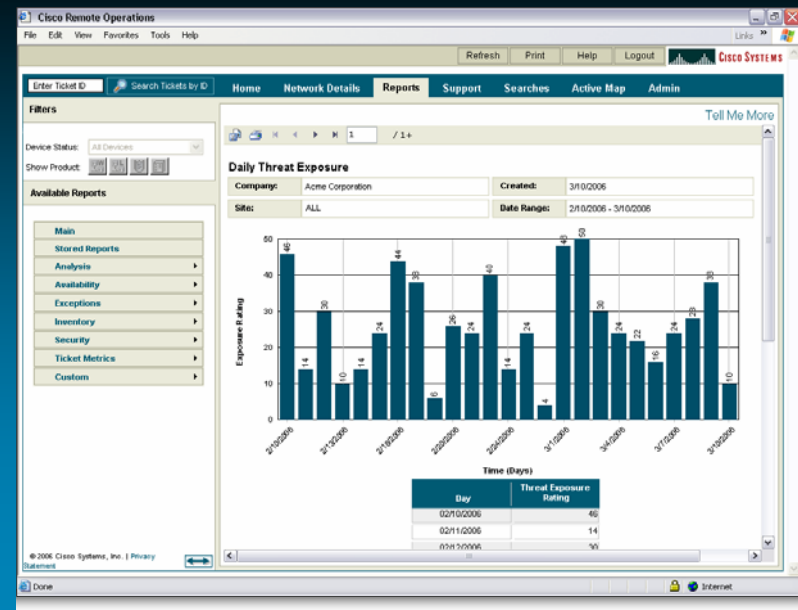 Cisco Remote Operations
File Edit View Favorites Tools Help Links »
Refresh Print Help Logout CISCO SYSTEMS
Enter Ticket ID Search Tickets by ID Home Network Details Reports Support Searches Active Map Admin
Filters
Tell Me More
Device Status: All Devices
1 / 1+
Show Product:
Daily Threat Exposure
Available Reports
Company: Acme Corporation Created: 3/10/2006
Site: ALL Date Range: 2/10/2006 - 3/10/2006
Main
Stored Reports
Analysis
Availability
Exceptions
Inventory
Security
Ticket Metrics
Custom
Exposure Rating
50
40
30
20
10
0
46 14 30 10 14 24 44 38 6 26 24 40 14 24 4 48 50 30 24 22 16 24 28 38 10
2/10/2006 2/13/2006 2/16/2006 2/20/2006 2/24/2006 3/1/2006 3/4/2006 3/7/2006 3/10/2006
Time (Days)
Day Threat Exposure Rating
02/10/2006 46
02/11/2006 14
02/12/2006 30
© 2006 Cisco Systems, Inc. | Privacy
Statement
Done Internet